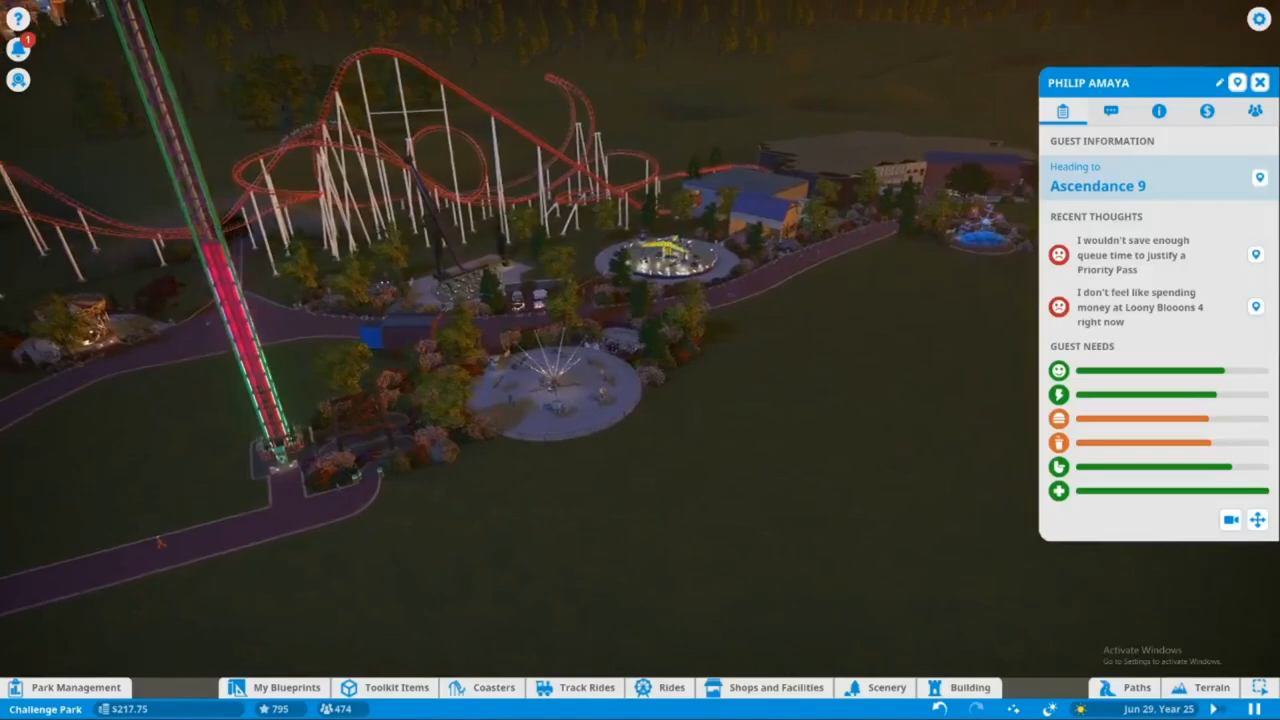 ?
1
PHILIP AMAYA
GUEST INFORMATION
Heading to
Ascendance 9
RECENT THOUGHTS
I wouldn't save enough
queue time to justify a
Priority Pass
I don't feel like spending
money at Loony Blooons 4
right now
GUEST NEEDS
Activate Windows
Go to Settings to activate Windows.
Park Management
My Blueprints
Toolkit Items
Coasters
Track Rides
Rides
Shops and Facilities
Scenery
Building
Paths
Terrain
Challenge Park
$217.75
795
474
Jun 29, Year 25